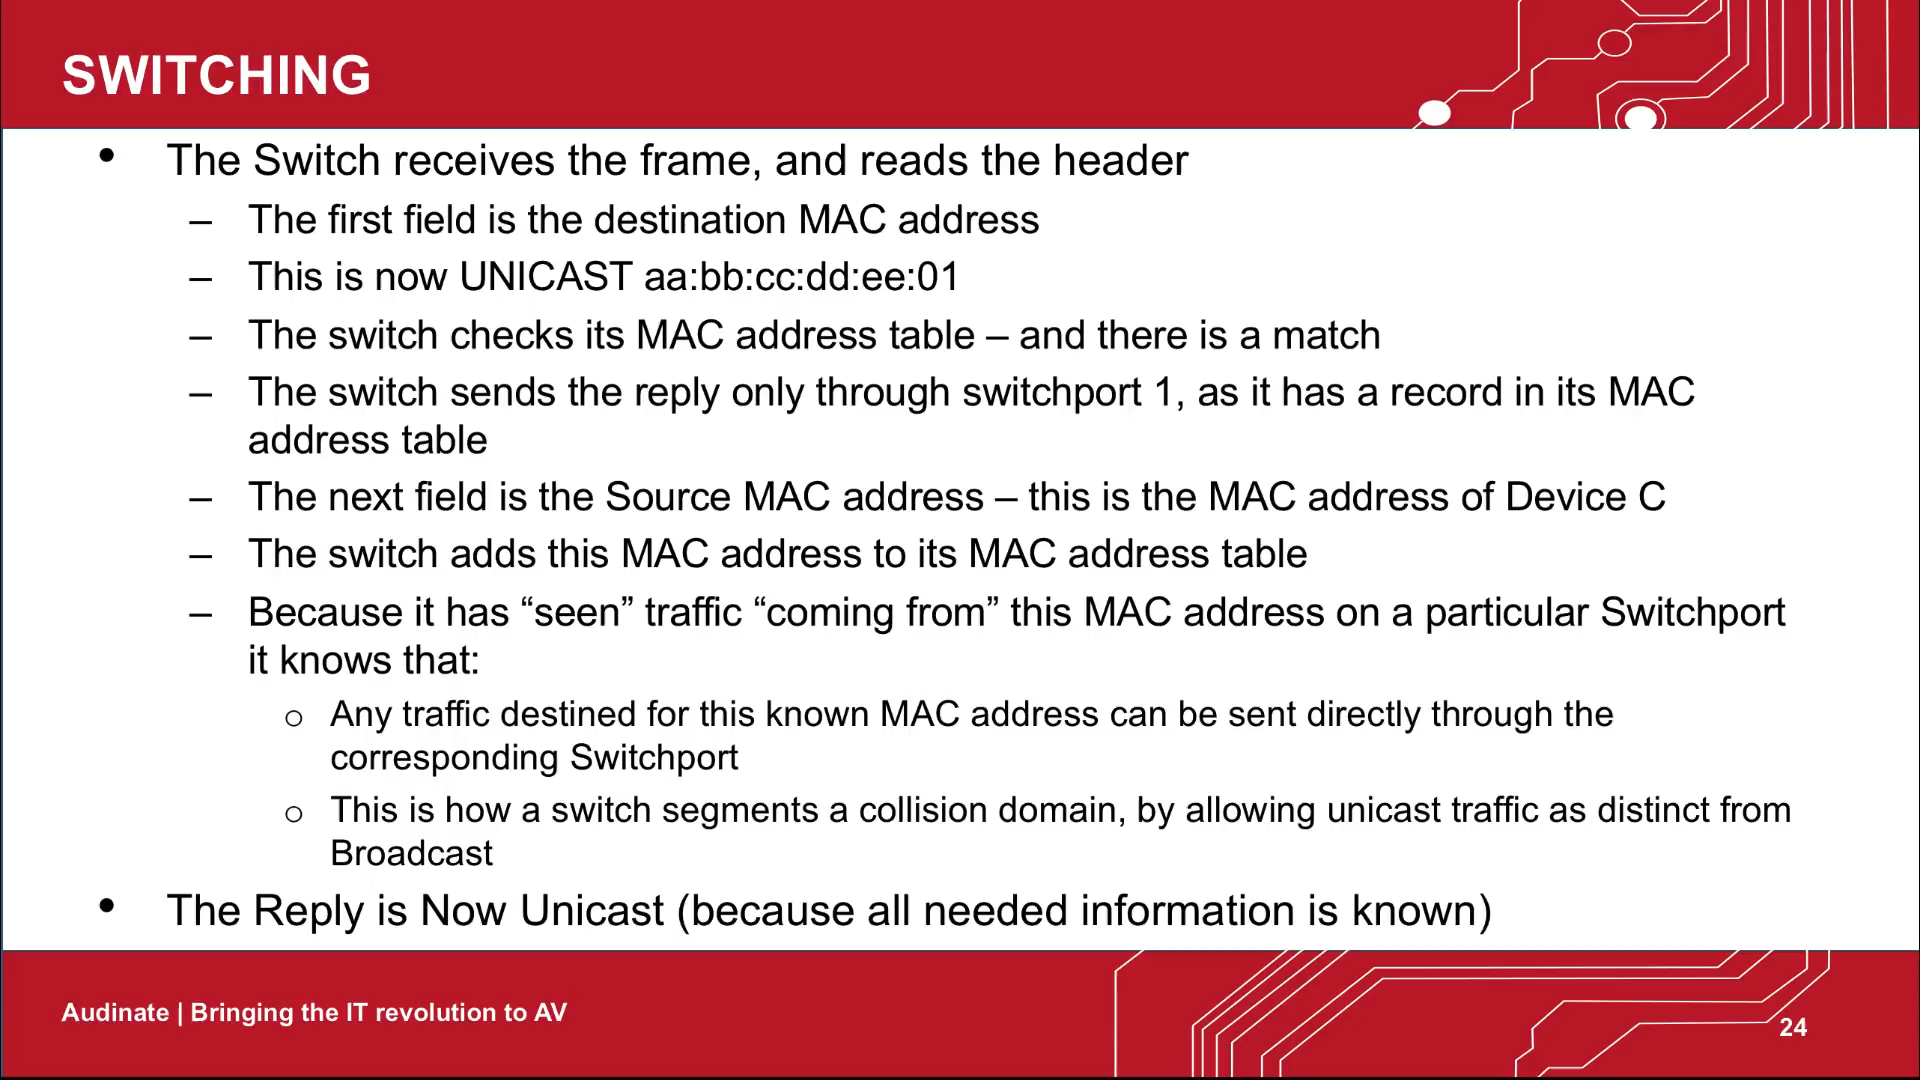 SWITCHING
• The Switch receives the frame, and reads the header
– The first field is the destination MAC address
– This is now UNICAST aa:bb:cc:dd:ee:01
– The switch checks its MAC address table – and there is a match
– The switch sends the reply only through switchport 1, as it has a record in its MAC
address table
– The next field is the Source MAC address – this is the MAC address of Device C
– The switch adds this MAC address to its MAC address table
– Because it has “seen” traffic “coming from” this MAC address on a particular Switchport
it knows that:
o Any traffic destined for this known MAC address can be sent directly through the
corresponding Switchport
o This is how a switch segments a collision domain, by allowing unicast traffic as distinct from
Broadcast
• The Reply is Now Unicast (because all needed information is known)
Audinate | Bringing the IT revolution to AV
24